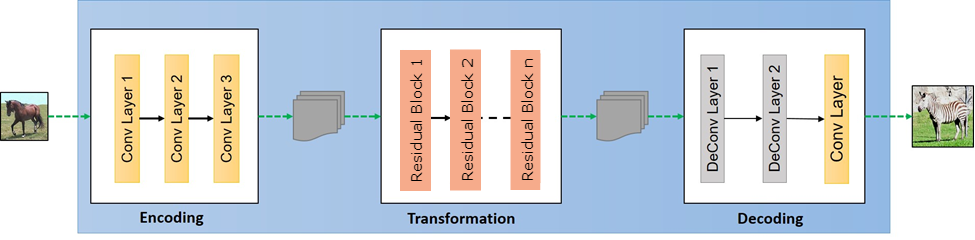 Conv Layer 1
Conv Layer 2
Conv Layer 3
Encoding
Residual Block 1
Residual Block 2
Residual Block n
Transformation
DeConv Layer 1
DeConv Layer 2
Conv Layer
Decoding